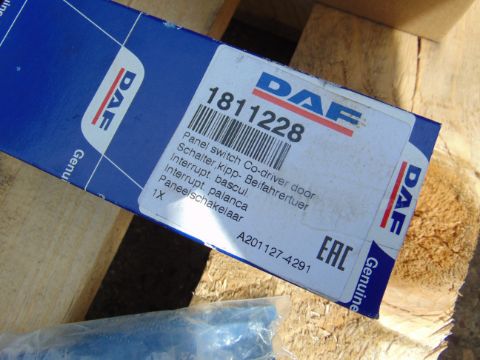 Genuine
DAF
DAF
1811228
Panel switch Co-driver door
Schalter,kipp- Beifahrertuer
Interrupt. bascul
Interrupt. palanca
Paneelschakelaar
1X
A201127-4291
EAC
DAF
Genuine